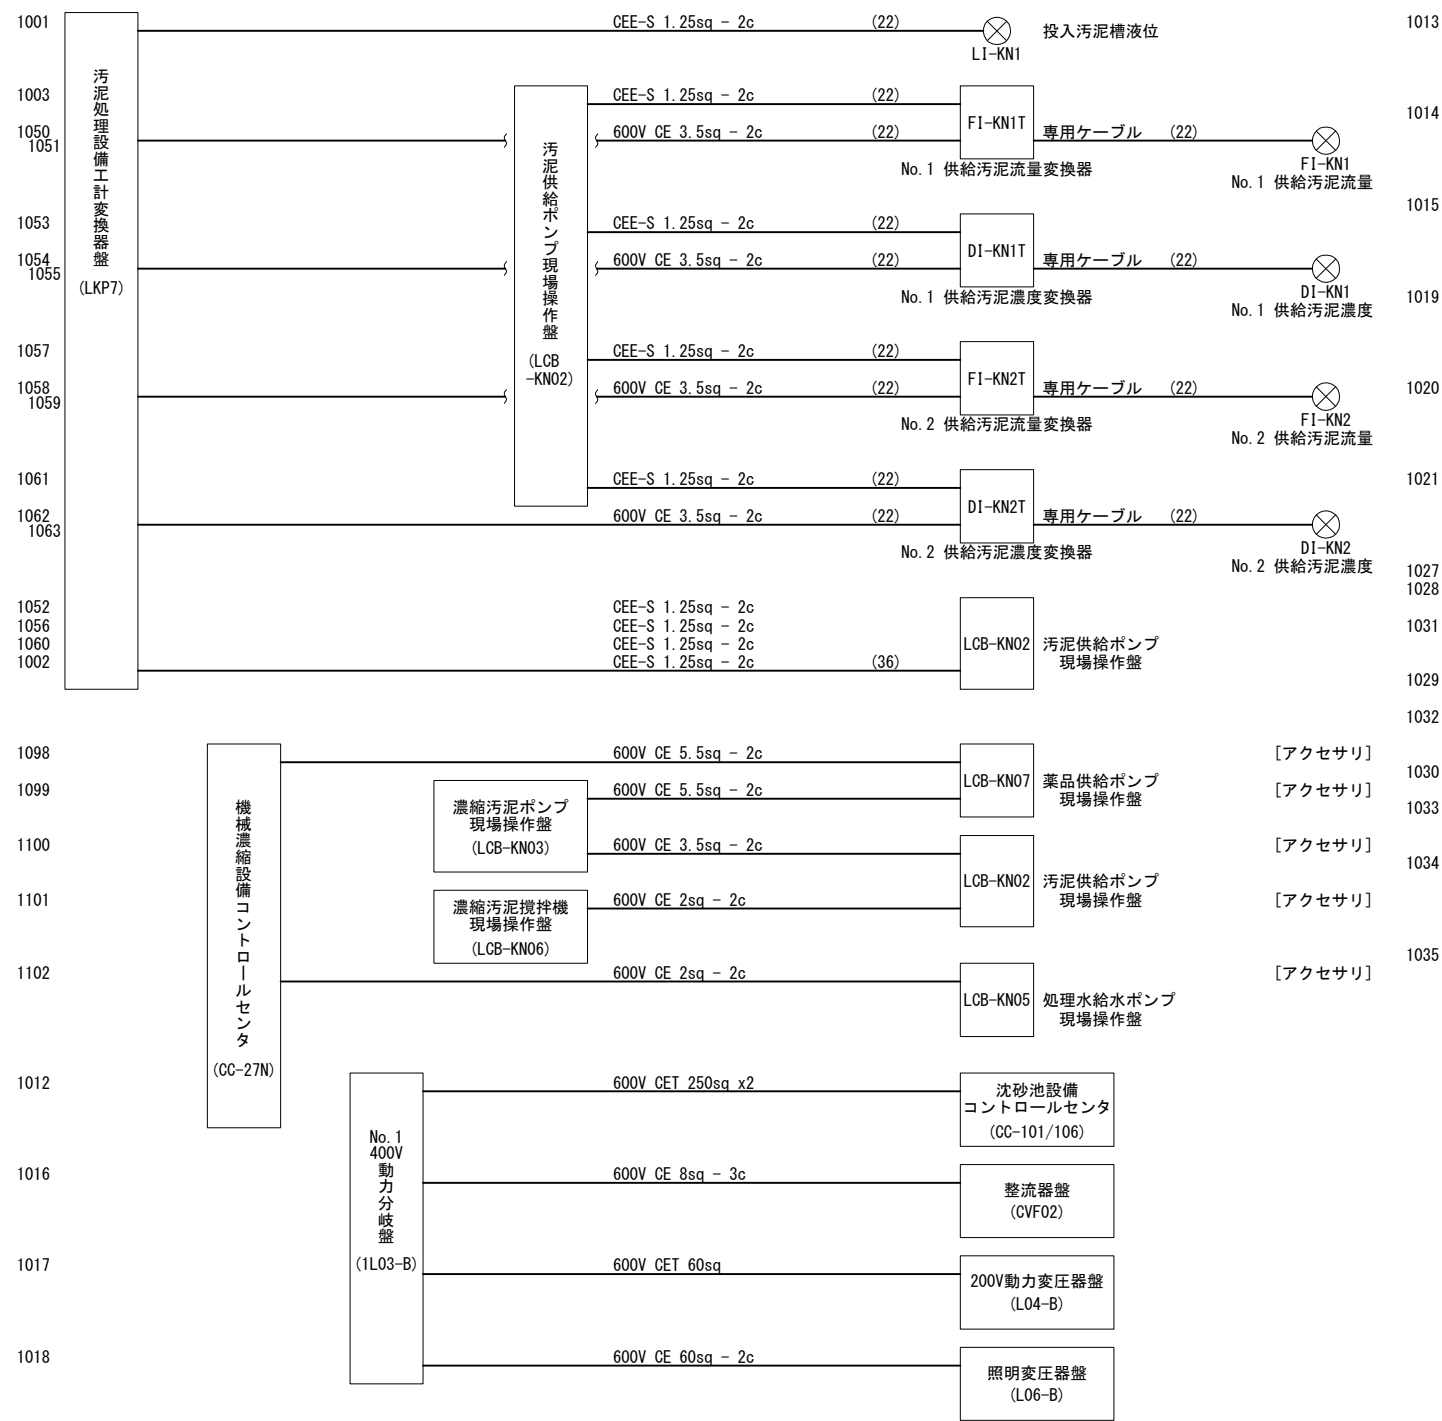 1001 CEE-S 1.25sq - 2c (22) 投入汚泥槽液位 1013
LI-KN1
汚泥処理設備工計変換器盤
(LKP7)
1003 CEE-S 1.25sq - 2c (22)
FI-KN1T
1014
1050 600V CE 3.5sq - 2c (22) 専用ケーブル (22)
1051
FI-KN1
No.1 供給汚泥流量変換器
No.1 供給汚泥流量
汚泥供給ポンプ現場操作盤
(LCB
-KN02)
1015
1053 CEE-S 1.25sq - 2c (22)
DI-KN1T
1054 600V CE 3.5sq - 2c (22) 専用ケーブル (22)
1055
DI-KN1
No.1 供給汚泥濃度変換器
No.1 供給汚泥濃度
1019
1057 CEE-S 1.25sq - 2c (22)
FI-KN2T
1058 600V CE 3.5sq - 2c (22) 専用ケーブル (22) 1020
1059
FI-KN2
No.2 供給汚泥流量変換器
No.2 供給汚泥流量
1061 CEE-S 1.25sq - 2c (22) 1021
DI-KN2T
1062 600V CE 3.5sq - 2c (22) 専用ケーブル (22)
1063
DI-KN2
No.2 供給汚泥濃度変換器
No.2 供給汚泥濃度
1027
1028
1052 CEE-S 1.25sq - 2c
1056 CEE-S 1.25sq - 2c 1031
1060 CEE-S 1.25sq - 2c
LCB-KN02 汚泥供給ポンプ
現場操作盤
1002 CEE-S 1.25sq - 2c (36)
1029
1032
機械濃縮設備コントロールセンタ
(CC-27N)
1098 600V CE 5.5sq - 2c [アクセサリ]
1030
LCB-KN07 薬品供給ポンプ
現場操作盤
1099 600V CE 5.5sq - 2c [アクセサリ]
濃縮汚泥ポンプ
現場操作盤
(LCB-KN03)
1033
1100 600V CE 3.5sq - 2c [アクセサリ]
1034
LCB-KN02 汚泥供給ポンプ
現場操作盤
1101 600V CE 2sq - 2c [アクセサリ]
濃縮汚泥撹拌機
現場操作盤
(LCB-KN06)
1035
1102 600V CE 2sq - 2c [アクセサリ]
LCB-KN05 処理水給水ポンプ
現場操作盤
1012 600V CET 250sq x2
沈砂池設備
コントロールセンタ
(CC-101/106)
No.1
400V
動力分岐盤
(1L03-B)
1016 600V CE 8sq - 3c
整流器盤
(CVF02)
1017 600V CET 60sq
200V動力変圧器盤
(L04-B)
1018 600V CE 60sq - 2c
照明変圧器盤
(L06-B)